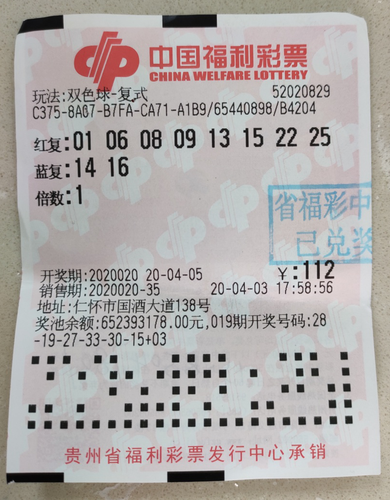 中国福利彩票
CHINA WELFARE LOTTERY
玩法:双色球-复式 52020829
C375-8A67-B7FA-CA71-A1B9/65440898/B4204
红复:01 06 08 09 13 15 22 25
蓝复:14 16
倍数:1
省福彩中
已兑奖
开奖期:2020020 20-04-05 ¥:112
销售期:2020020-35 20-04-03 17:58:56
地址:仁怀市国酒大道138号
奖池余额:652393178.00元,019期开奖号码:28
-19-27-33-30-15+03
贵州省福利彩票发行中心承销